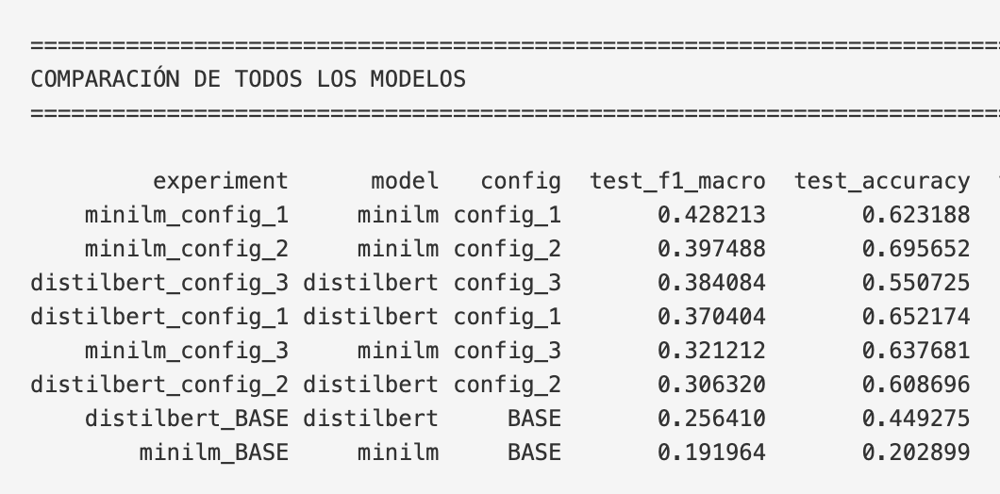 ================================================================================
COMPARACIÓN DE TODOS LOS MODELOS
================================================================================
experiment model config test_f1_macro test_accuracy
minilm_config_1 minilm config_1 0.428213 0.623188
minilm_config_2 minilm config_2 0.397488 0.695652
distilbert_config_3 distilbert config_3 0.384084 0.550725
distilbert_config_1 distilbert config_1 0.370404 0.652174
minilm_config_3 minilm config_3 0.321212 0.637681
distilbert_config_2 distilbert config_2 0.306320 0.608696
distilbert_BASE distilbert BASE 0.256410 0.449275
minilm_BASE minilm BASE 0.191964 0.202899